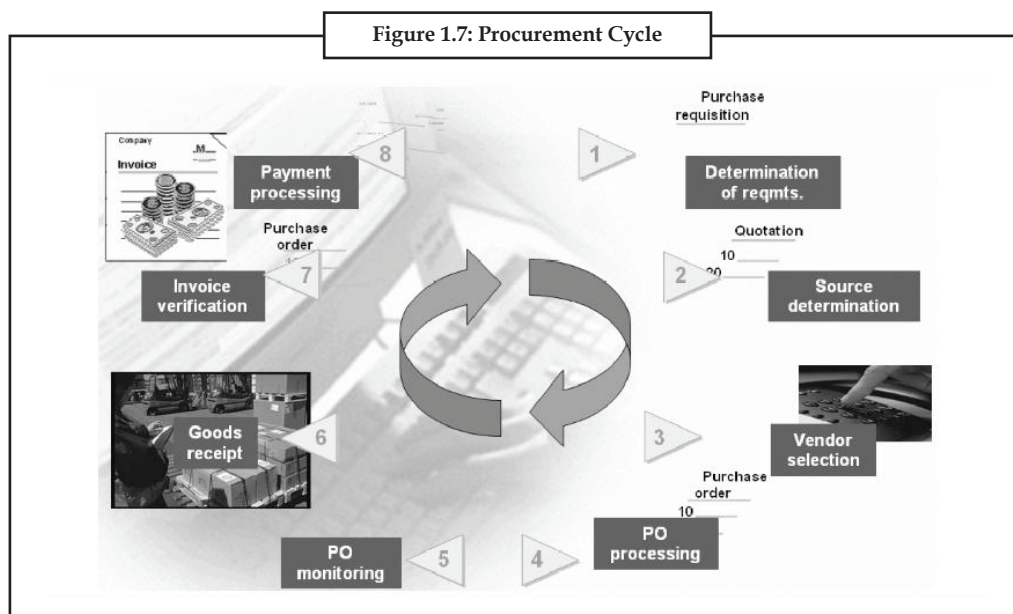 Figure 1.7: Procurement Cycle
Purchase
requisition
1
Determination
of reqmts.
Quotation
10
20
2
Source
determination
3
Vendor
selection
Purchase
order
10
4
PO
processing
5
PO
monitoring
6
Goods
receipt
Purchase
order
7
Invoice
verification
8
Payment
processing
Company
M
Invoice